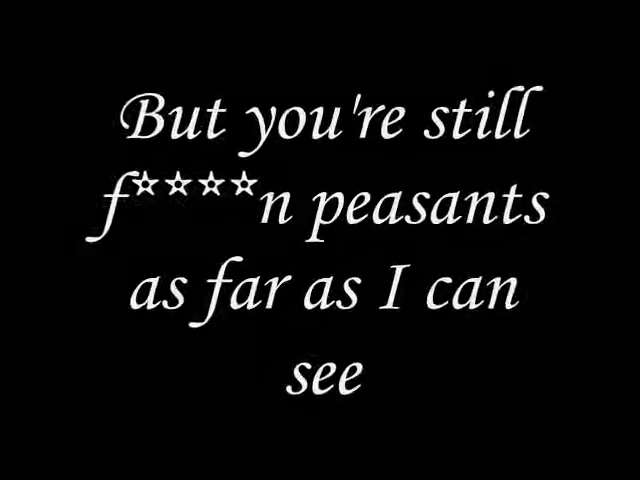 But you're still
f****n peasants
as far as I can
see